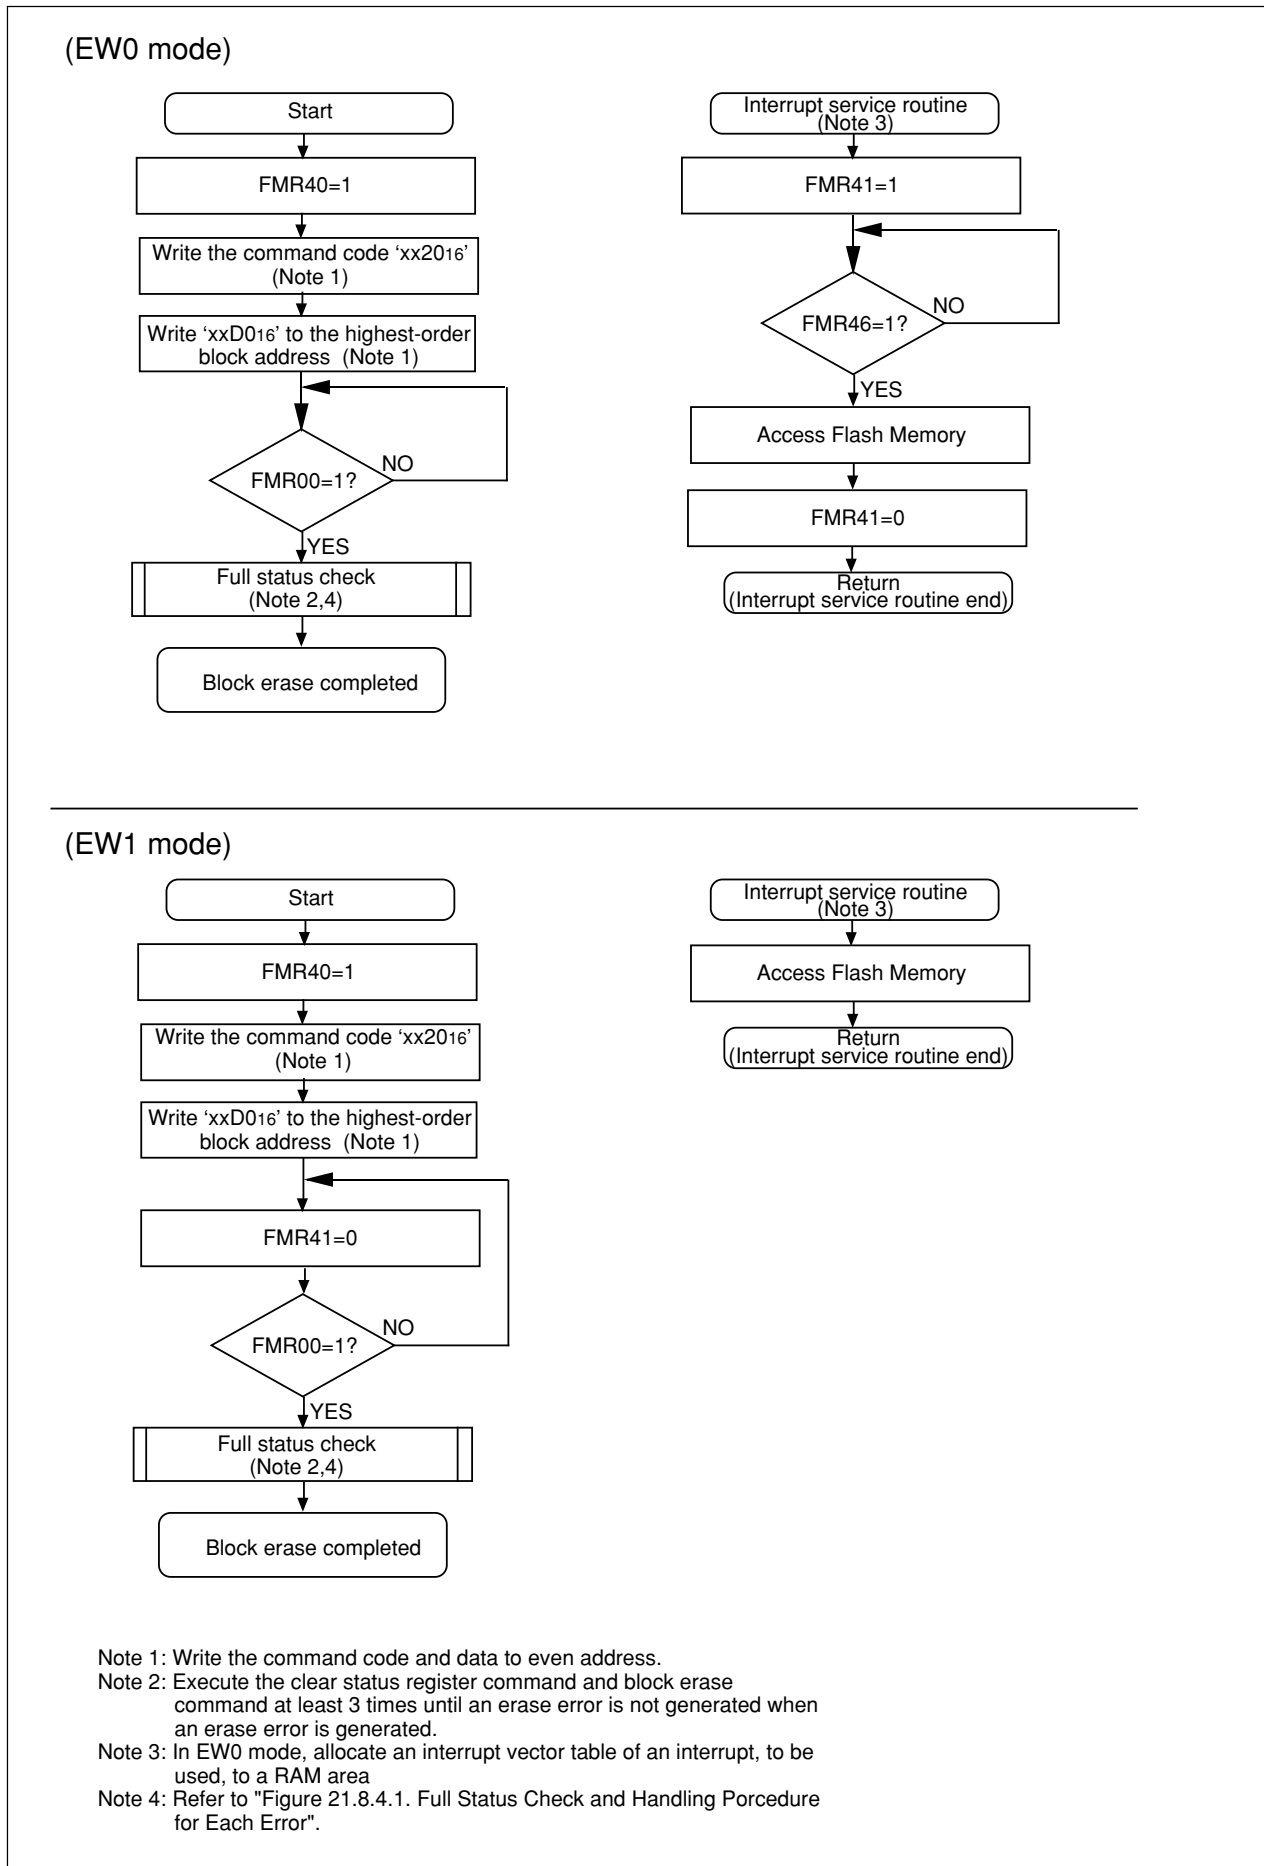 (EW0 mode)
Start
FMR40=1
Write the command code ‘xx2016’
(Note 1)
Write ‘xxD016’ to the highest-order
block address (Note 1)
NO
FMR00=1?
YES
Full status check
(Note 2,4)
Block erase completed
Interrupt service routine
(Note 3)
FMR41=1
NO
FMR46=1?
YES
Access Flash Memory
FMR41=0
Return
(Interrupt service routine end)
(EW1 mode)
Start
FMR40=1
Write the command code ‘xx2016’
(Note 1)
Write ‘xxD016’ to the highest-order
block address (Note 1)
FMR41=0
NO
FMR00=1?
YES
Full status check
(Note 2,4)
Block erase completed
Interrupt service routine
(Note 3)
Access Flash Memory
Return
(Interrupt service routine end)
Note 1: Write the command code and data to even address.
Note 2: Execute the clear status register command and block erase
command at least 3 times until an erase error is not generated when
an erase error is generated.
Note 3: In EW0 mode, allocate an interrupt vector table of an interrupt, to be
used, to a RAM area
Note 4: Refer to "Figure 21.8.4.1. Full Status Check and Handling Porcedure
for Each Error".